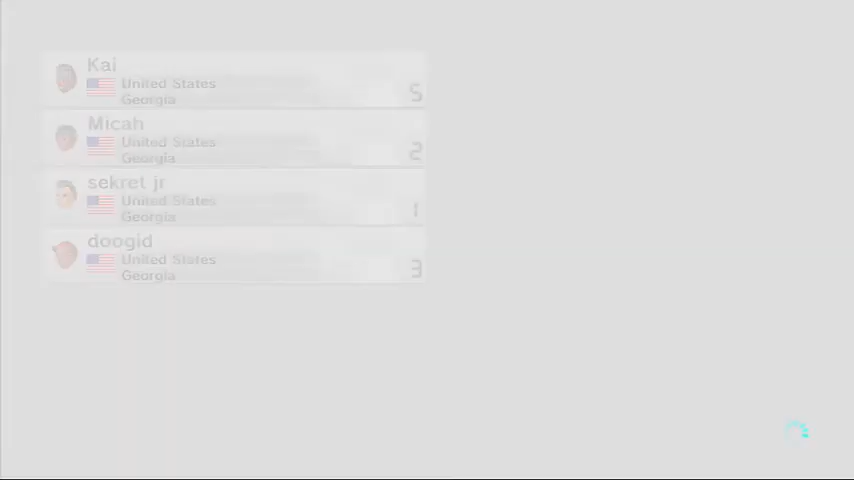 Kai
United States
Georgia
5
Micah
United States
Georgia
2
sekret jr
United States
Georgia
1
doogid
United States
Georgia
3